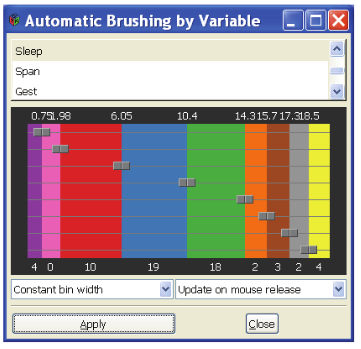 Automatic Brushing by Variable
Sleep
Span
Gest
0.75 1.98 6.05 10.4 14.3 15.7 17.3 18.5
4 0 10 19 18 2 3 2 4
Constant bin width Update on mouse release
Apply Close